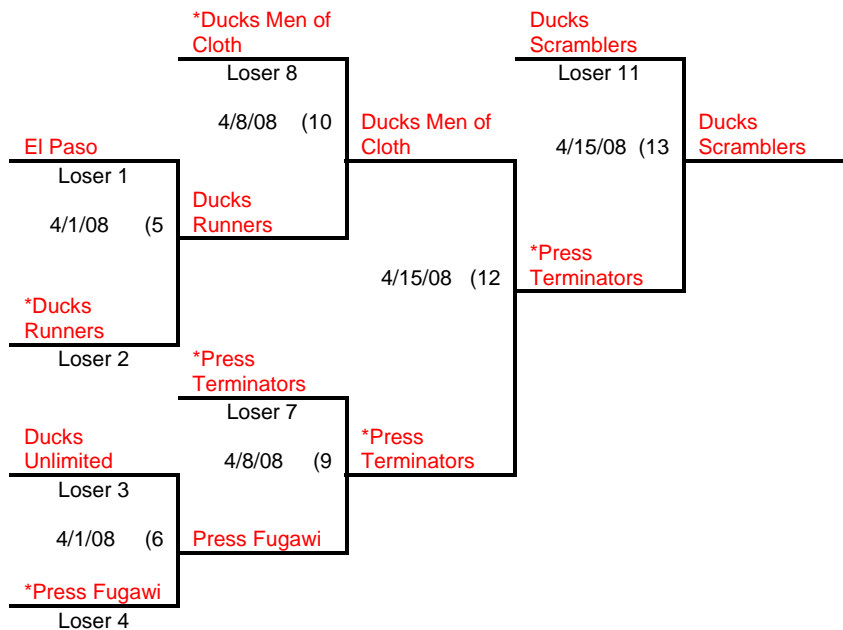 *Ducks Men of
Cloth
Ducks
Scramblers
Loser 8
Loser 11
4/8/08 (10
Ducks Men of
Cloth
Ducks
Scramblers
El Paso
4/15/08 (13
Loser 1
Ducks
Runners
4/1/08 (5
*Press
Terminators
4/15/08 (12
*Ducks
Runners
Loser 2
*Press
Terminators
Loser 7
Ducks
Unlimited
*Press
Terminators
4/8/08 (9
Loser 3
4/1/08 (6
Press Fugawi
*Press Fugawi
Loser 4